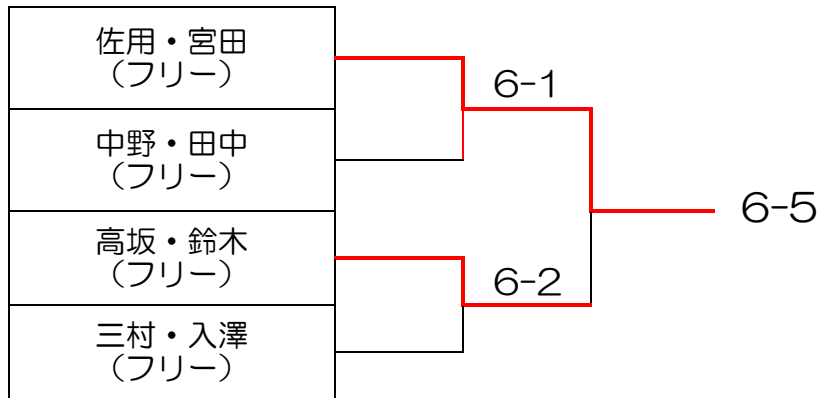 佐用・宮田
（フリー）
6-1
中野・田中
（フリー）
6-5
高坂・鈴木
（フリー）
6-2
三村・入澤
（フリー）